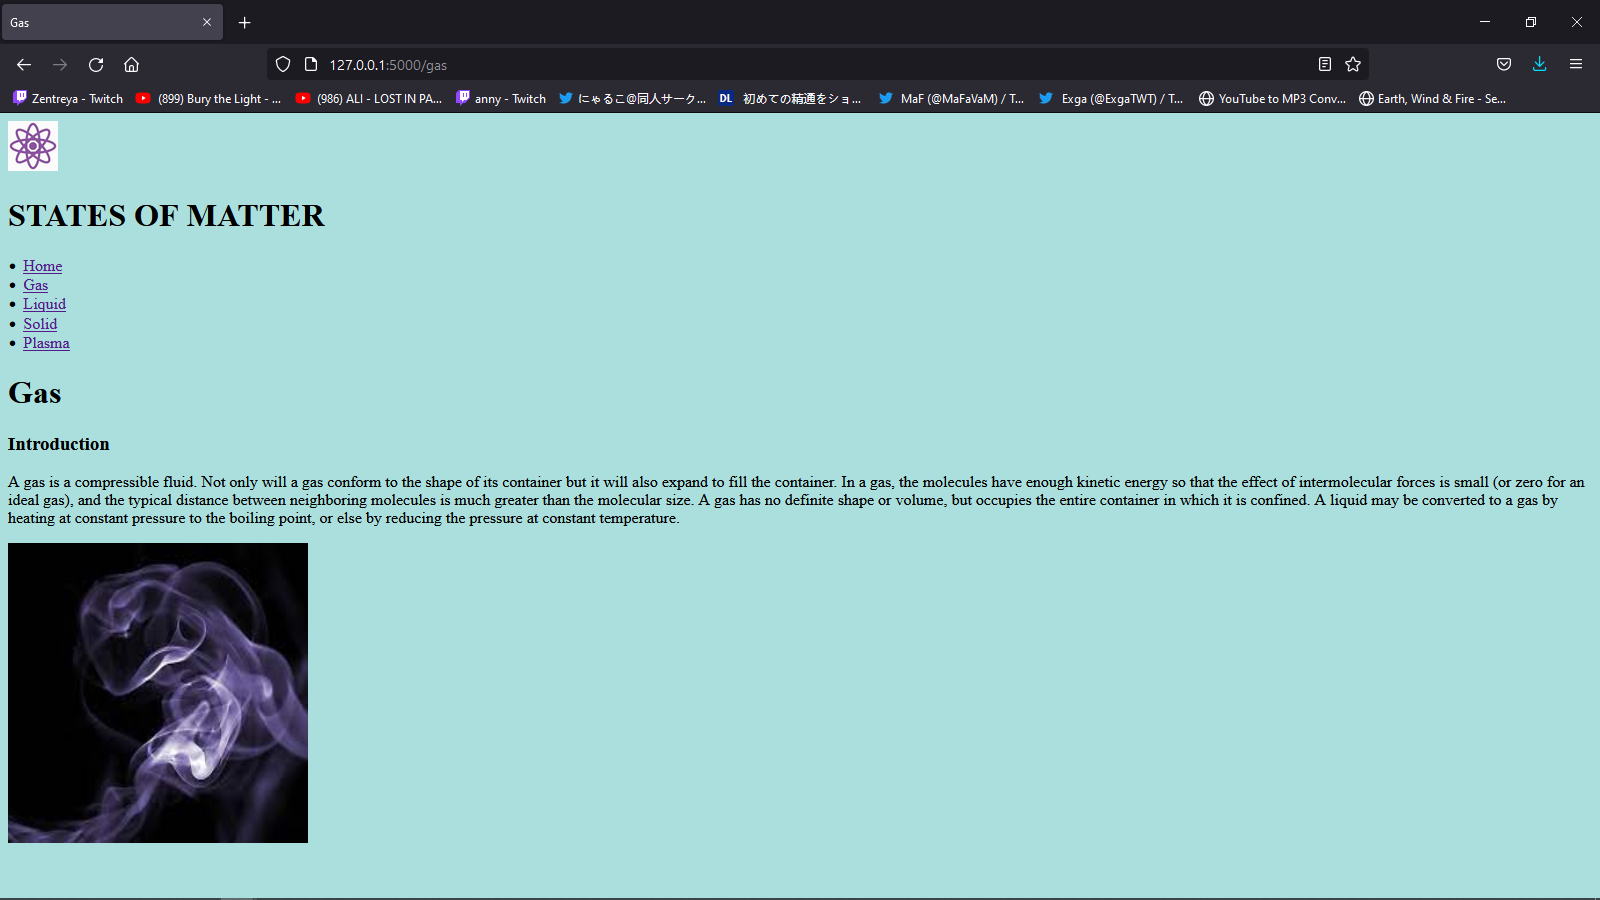 Gas
127.0.0.1:5000/gas
Zentreya - Twitch
(899) Bury the Light - ...
(986) ALI - LOST IN PA...
anny - Twitch
にゃるこ@同人サーク...
DL 初めての精通をショ...
MaF (@MaFaVaM) / T...
Exga (@ExgaTWT) / T...
YouTube to MP3 Conv...
Earth, Wind & Fire - Se...
STATES OF MATTER
Home
Gas
Liquid
Solid
Plasma
Gas
Introduction
A gas is a compressible fluid. Not only will a gas conform to the shape of its container but it will also expand to fill the container. In a gas, the molecules have enough kinetic energy so that the effect of intermolecular forces is small (or zero for an
ideal gas), and the typical distance between neighboring molecules is much greater than the molecular size. A gas has no definite shape or volume, but occupies the entire container in which it is confined. A liquid may be converted to a gas by
heating at constant pressure to the boiling point, or else by reducing the pressure at constant temperature.